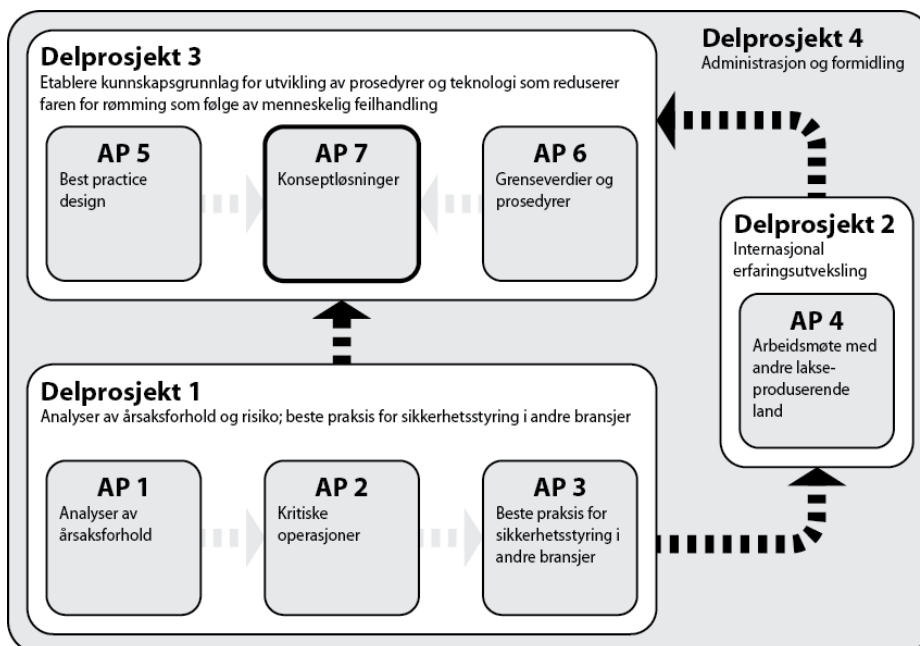 Delprosjekt 3
Etablere kunnskapsgrunnlag for utvikling av prosedyrer og teknologi som reduserer
faren for rømming som følge av menneskelig feilhandling
AP 5
Best practice
design
AP 7
Konseptløsninger
AP 6
Grenseverdier og
prosedyrer
Delprosjekt 4
Administrasjon og formidling
Delprosjekt 2
Internasjonal
erfaringsutveksling
AP 4
Arbeidsmøte med
andre lakse-
produserende
land
Delprosjekt 1
Analyser av årsaksforhold og risiko; beste praksis for sikkerhetsstyring i andre bransjer
AP 1
Analyser av
årsaksforhold
AP 2
Kritiske
operasjoner
AP 3
Beste praksis for
sikkerhetsstyring i
andre bransjer